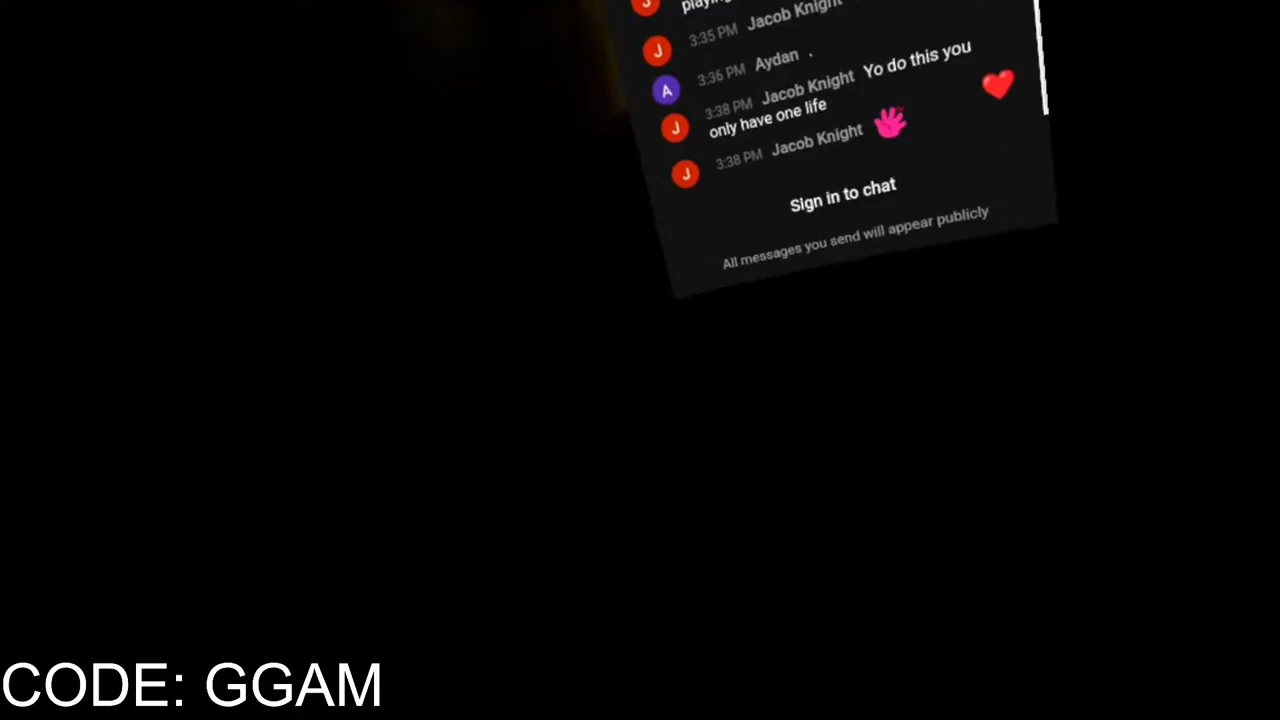 3:35 PM Jacob Knight
3:36 PM Aydan .
3:38 PM Jacob Knight Yo do this you
only have one life
3:38 PM Jacob Knight
Sign in to chat
All messages you send will appear publicly
CODE: GGAM